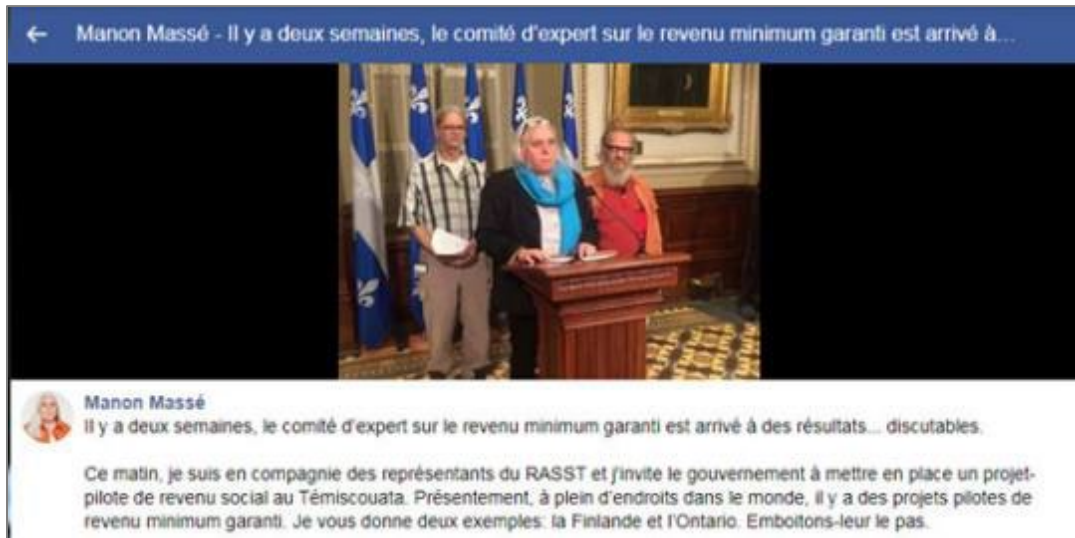 Manon Massé - Il y a deux semaines, le comité d'expert sur le revenu minimum garanti est arrivé à...
Manon Massé
Il y a deux semaines, le comité d'expert sur le revenu minimum garanti est arrivé à des résultats... discutables.
Ce matin, je suis en compagnie des représentants du RASST et j'invite le gouvernement à mettre en place un projet-
pilote de revenu social au Témiscouata. Présentement, à plein d'endroits dans le monde, il y a des projets pilotes de
revenu minimum garanti. Je vous donne deux exemples: la Finlande et l'Ontario. Emboitons-leur le pas.